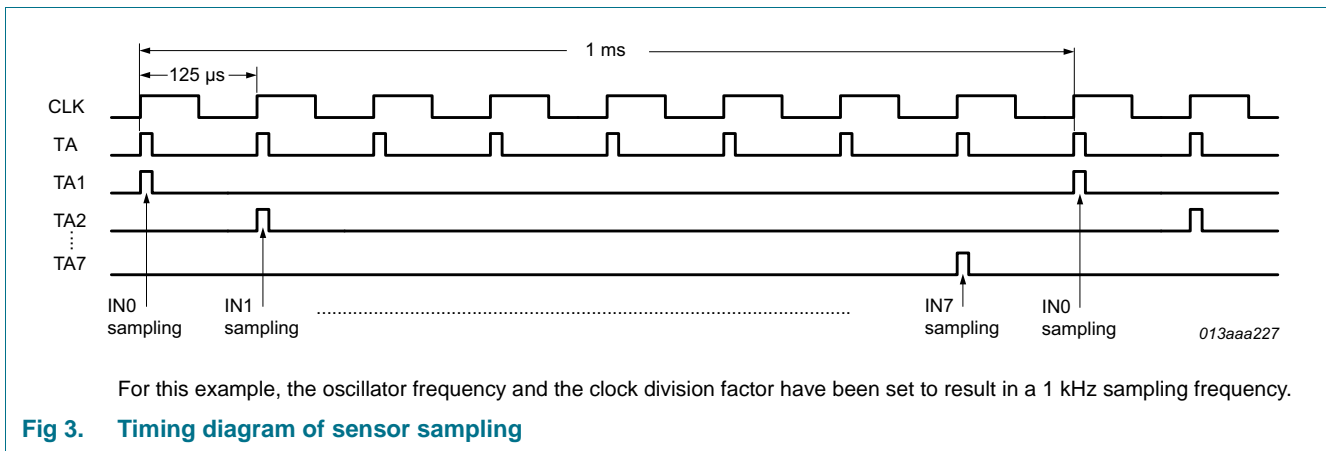 1 ms
125 µs
CLK
TA
TA1
TA2
TA7
IN0 sampling
IN1 sampling
IN7 sampling
IN0 sampling
013aaa227
For this example, the oscillator frequency and the clock division factor have been set to result in a 1 kHz sampling frequency.
Fig 3. Timing diagram of sensor sampling